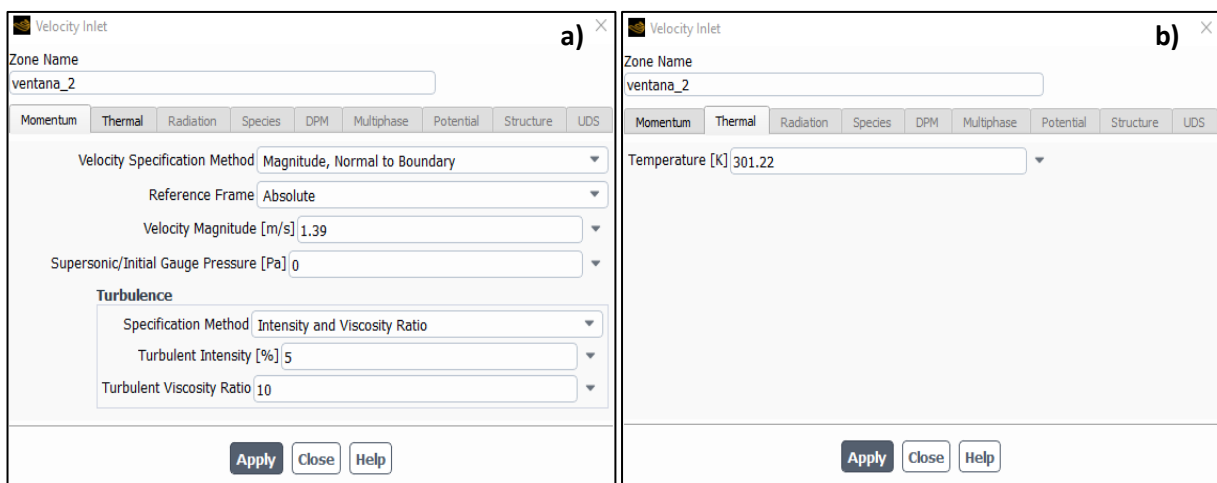 Velocity Inlet
a)
Zone Name
ventana_2
Momentum Thermal Radiation Species DPM Multiphase Potential Structure UDS
Velocity Specification Method Magnitude, Normal to Boundary
Reference Frame Absolute
Velocity Magnitude [m/s] 1.39
Supersonic/Initial Gauge Pressure [Pa] 0
Turbulence
Specification Method Intensity and Viscosity Ratio
Turbulent Intensity [%] 5
Turbulent Viscosity Ratio 10
Apply Close Help
Velocity Inlet
b)
Zone Name
ventana_2
Momentum Thermal Radiation Species DPM Multiphase Potential Structure UDS
Temperature [K] 301.22
Apply Close Help